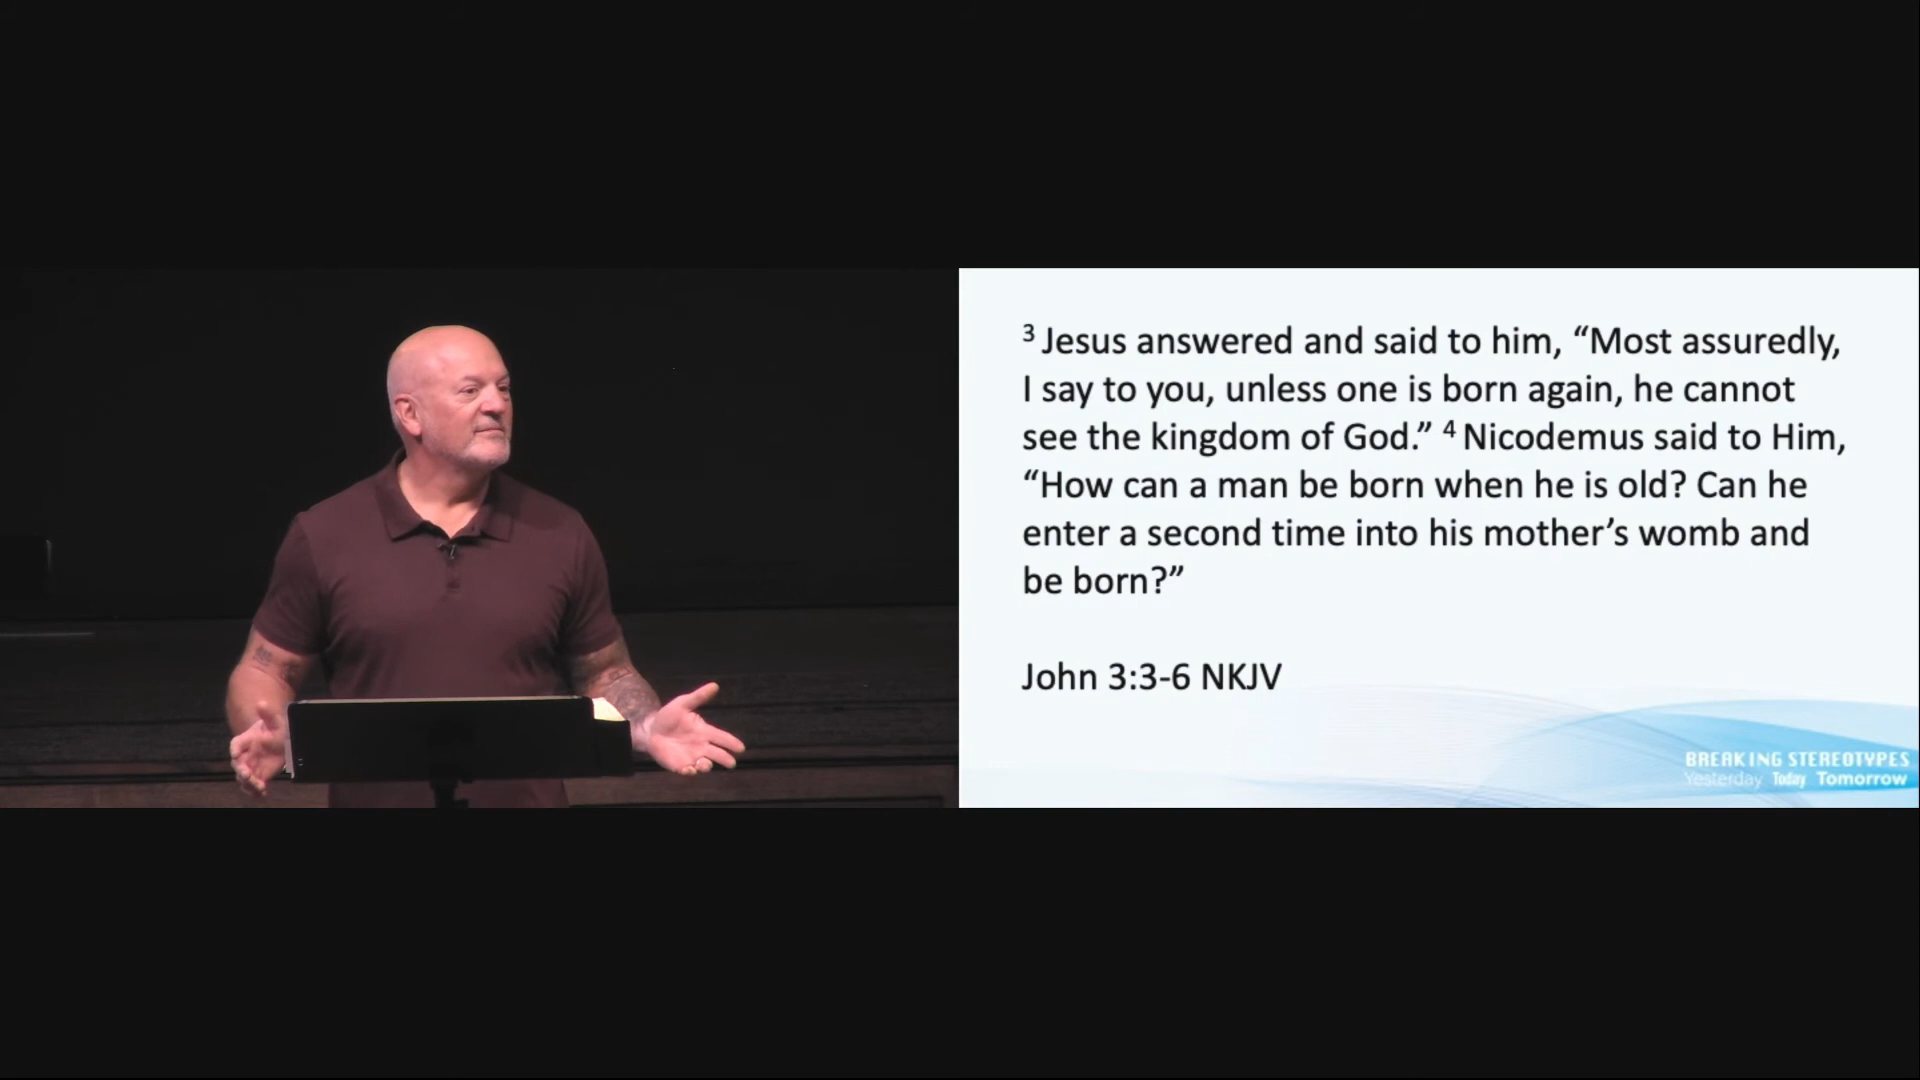 ³ Jesus answered and said to him, “Most assuredly,
I say to you, unless one is born again, he cannot
see the kingdom of God.” ⁴ Nicodemus said to Him,
“How can a man be born when he is old? Can he
enter a second time into his mother’s womb and
be born?”
John 3:3-6 NKJV
BREAKING STEREOTYPES
Yesterday Today Tomorrow